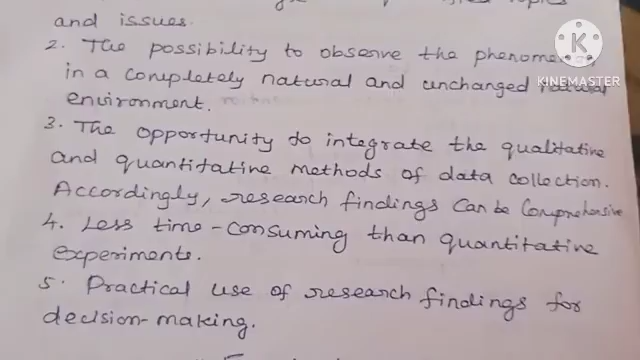 and issues.
2. The possibility to observe the phenomen
in a completely natural and unchanged
environment.
3. The opportunity to integrate the qualitative
and quantitative methods of data collection.
Accordingly, research findings can be comprehensive
4. Less time-consuming than quantitative
experiments.
5. Practical use of research findings for
decision-making.
K
KINEMASTER